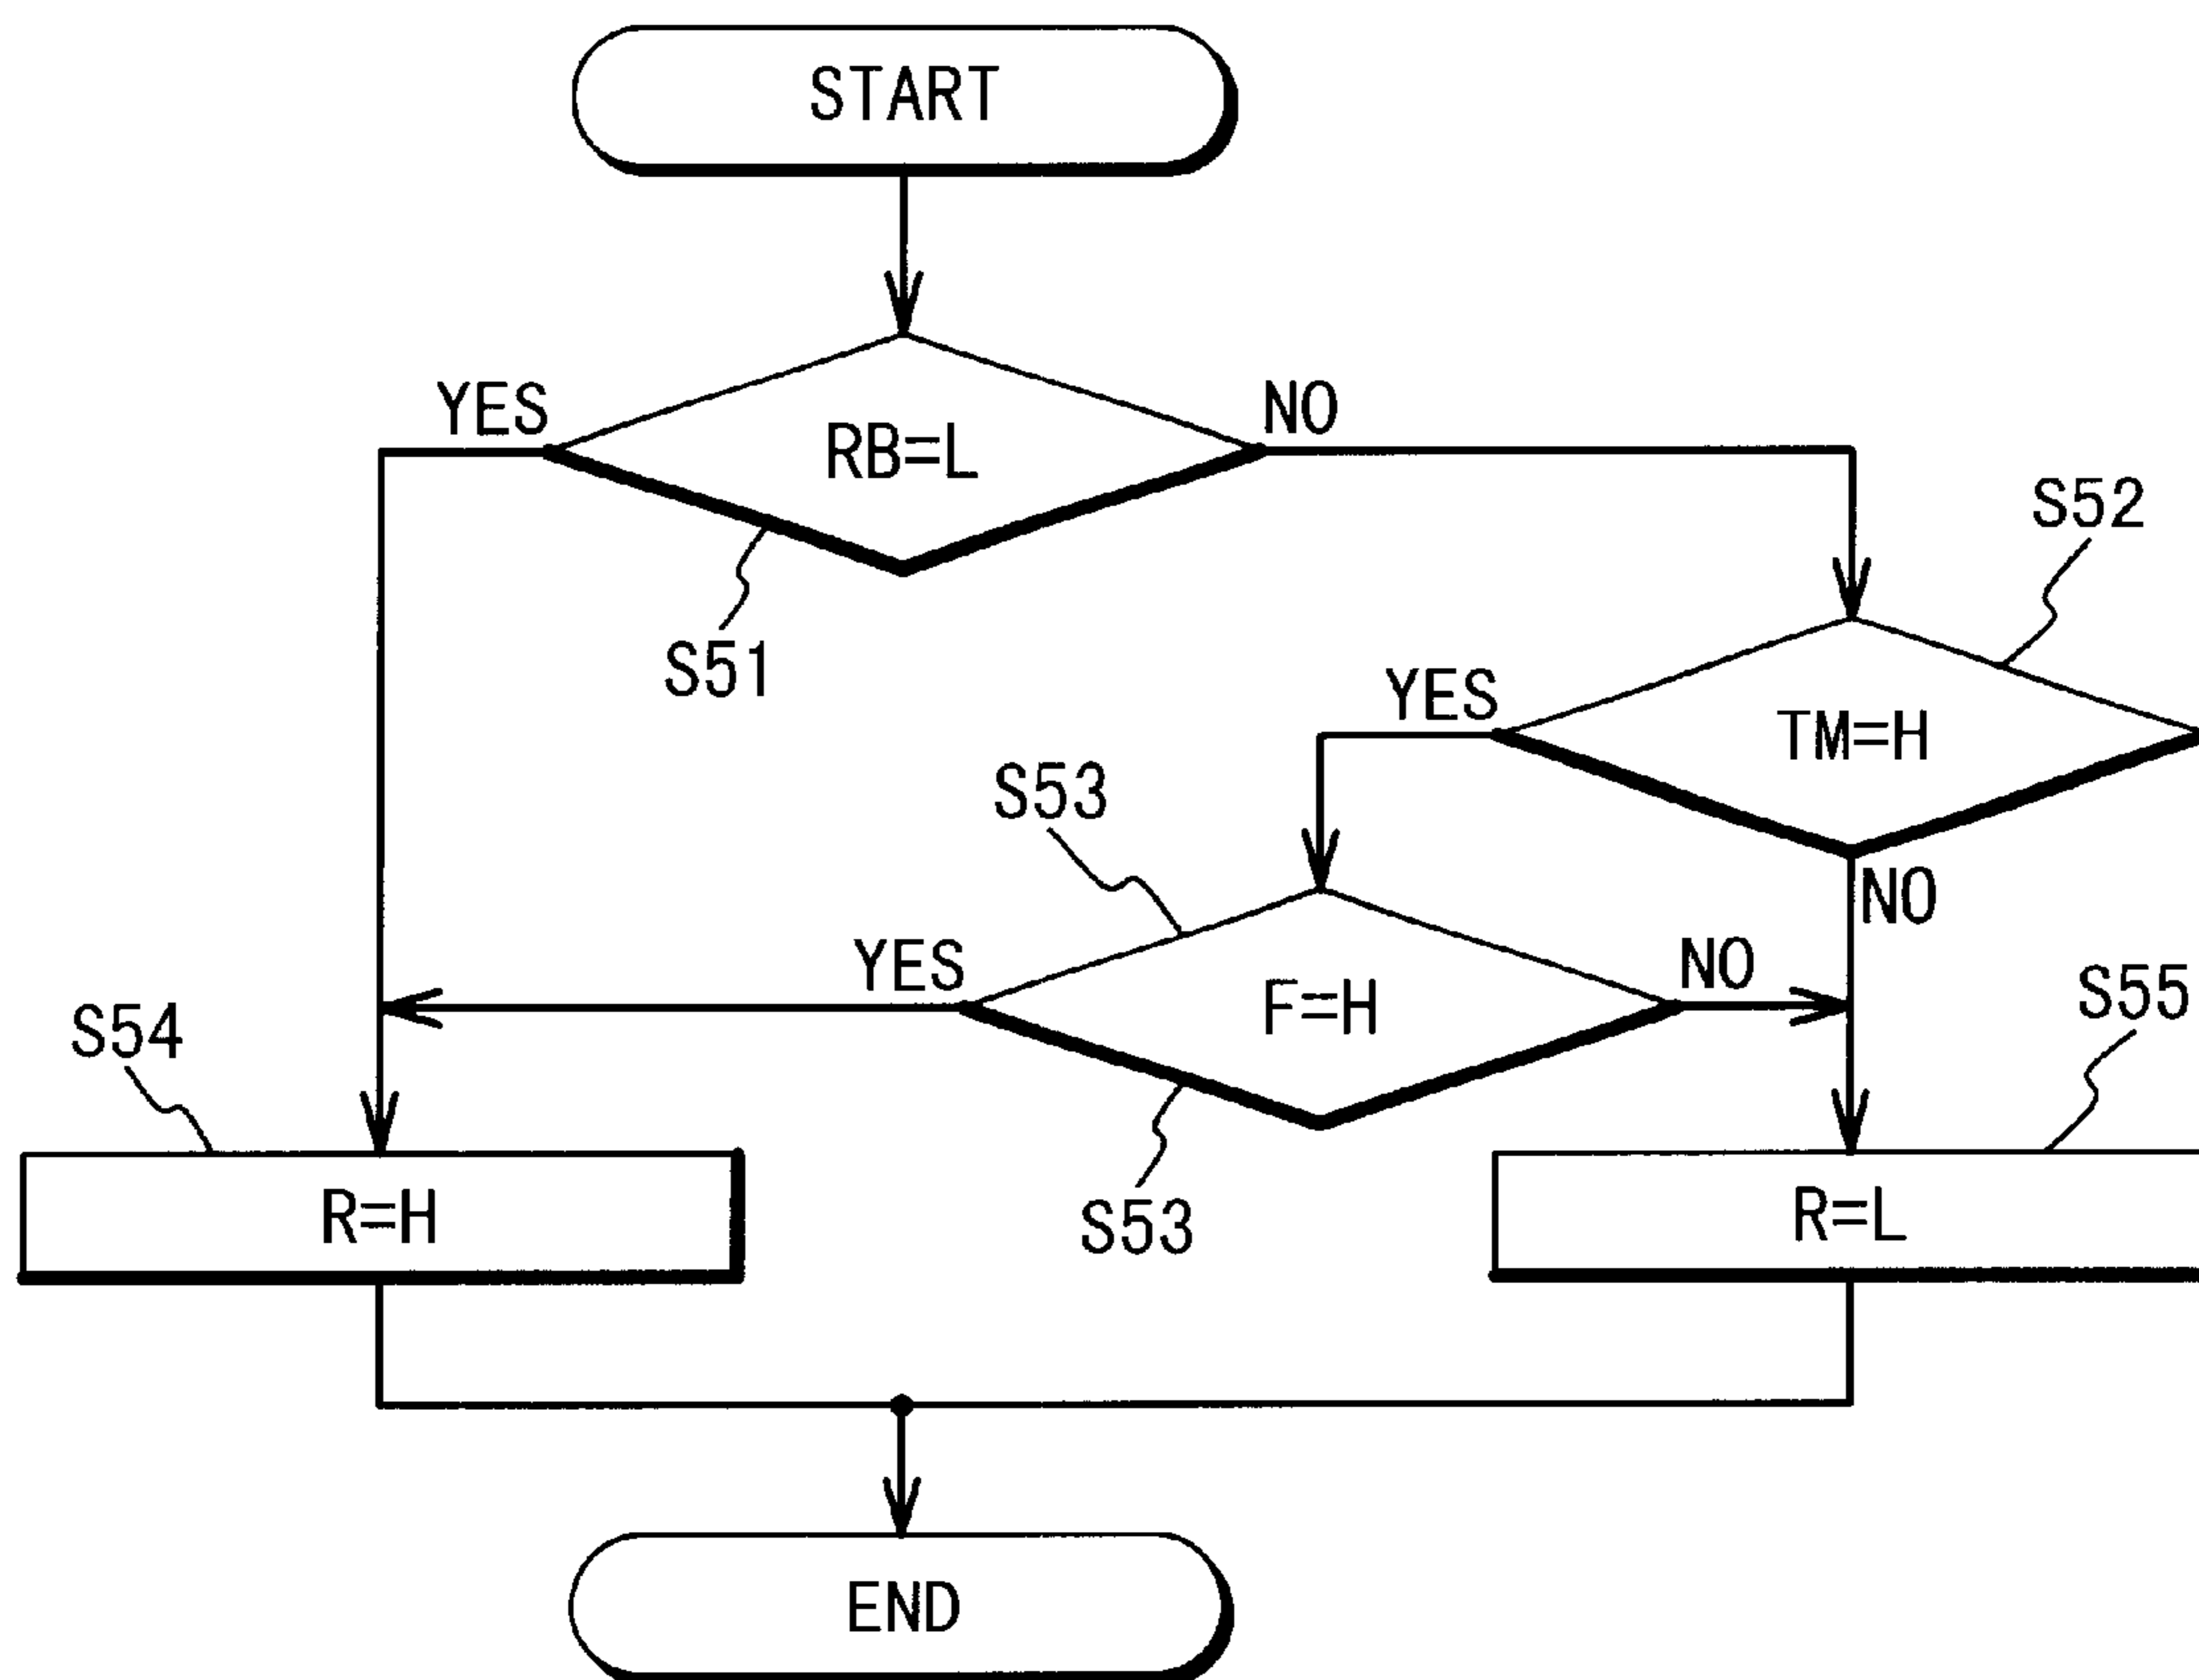 START
YES
NO
RB=L
S51
S52
YES
TM=H
S53
NO
YES
NO
F=H
S54
S55
S53
R=H
R=L
END